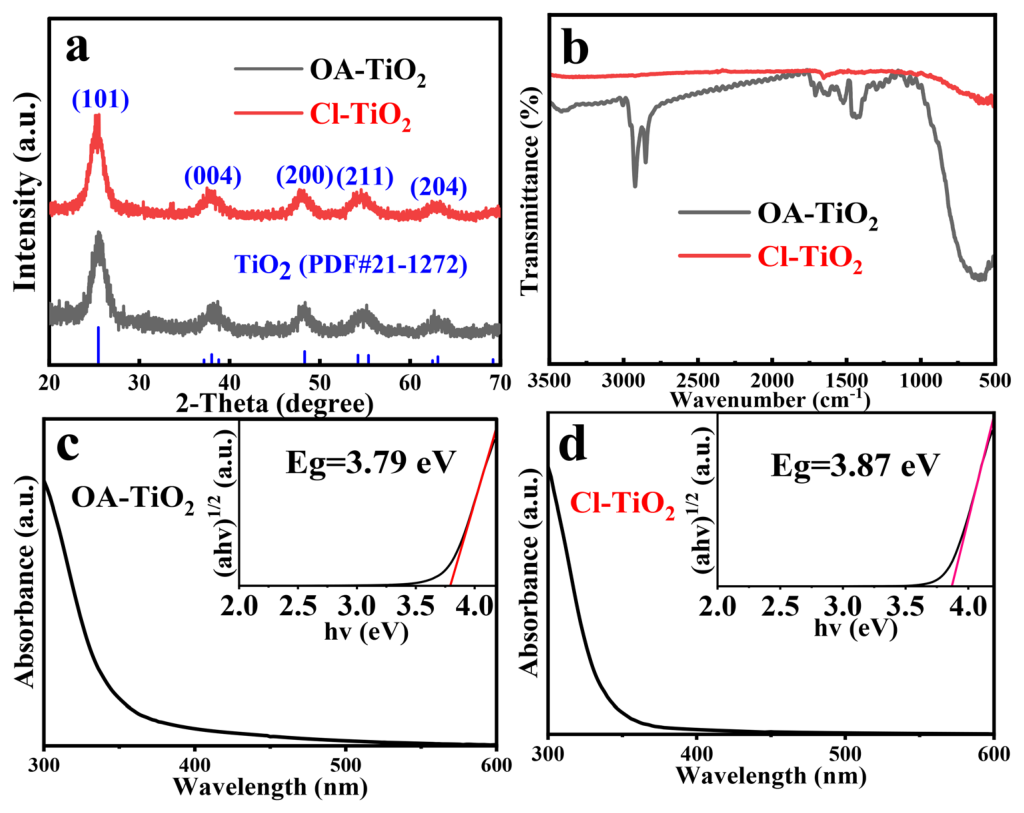 a
OA-TiO₂
Cl-TiO₂
(101)
(004)
(200)
(211)
(204)
TiO₂ (PDF#21-1272)
Intensity (a.u.)
20 30 40 50 60 70
2-Theta (degree)
b
OA-TiO₂
Cl-TiO₂
Transmittance (%)
3500 3000 2500 2000 1500 1000 500
Wavenumber (cm⁻¹)
c
OA-TiO₂
Absorbance (a.u.)
300 400 500 600
Wavelength (nm)
Eg=3.79 eV
(ahv)^1/2 (a.u.)
2.0 2.5 3.0 3.5 4.0
hv (eV)
d
Cl-TiO₂
Absorbance (a.u.)
300 400 500 600
Wavelength (nm)
Eg=3.87 eV
(ahv)^1/2 (a.u.)
2.0 2.5 3.0 3.5 4.0
hv (eV)